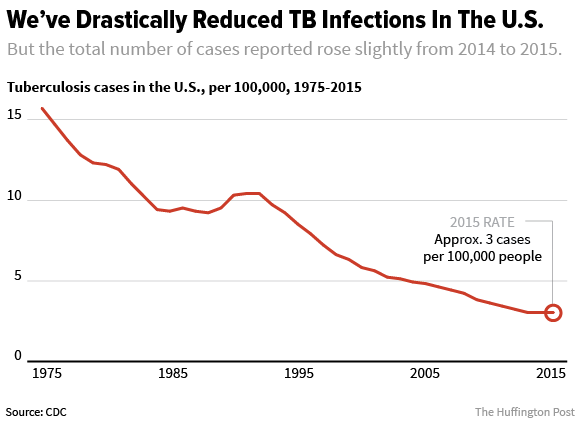 We've Drastically Reduced TB Infections In The U.S.
But the total number of cases reported rose slightly from 2014 to 2015.
Tuberculosis cases in the U.S., per 100,000, 1975-2015
15
10
2015 RATE
Approx. 3 cases
per 100,000 people
5
0
1975 1985 1995 2005 2015
Source: CDC
The Huffington Post